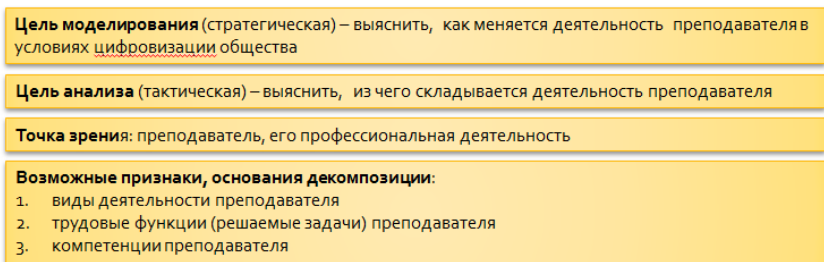 Цель моделирования (стратегическая) – выяснить, как меняется деятельность преподавателя в
условиях цифровизации общества
Цель анализа (тактическая) – выяснить, из чего складывается деятельность преподавателя
Точка зрения: преподаватель, его профессиональная деятельность
Возможные признаки, основания декомпозиции:
1. виды деятельности преподавателя
2. трудовые функции (решаемые задачи) преподавателя
3. компетенции преподавателя